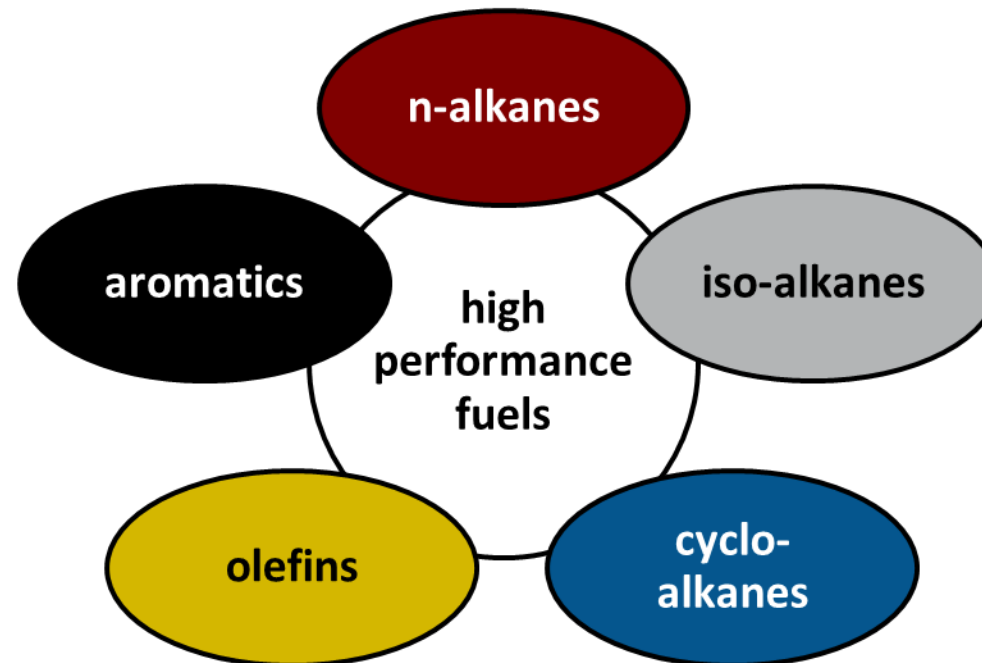 n-alkanes
aromatics
iso-alkanes
high
performance
fuels
olefins
cyclo-
alkanes